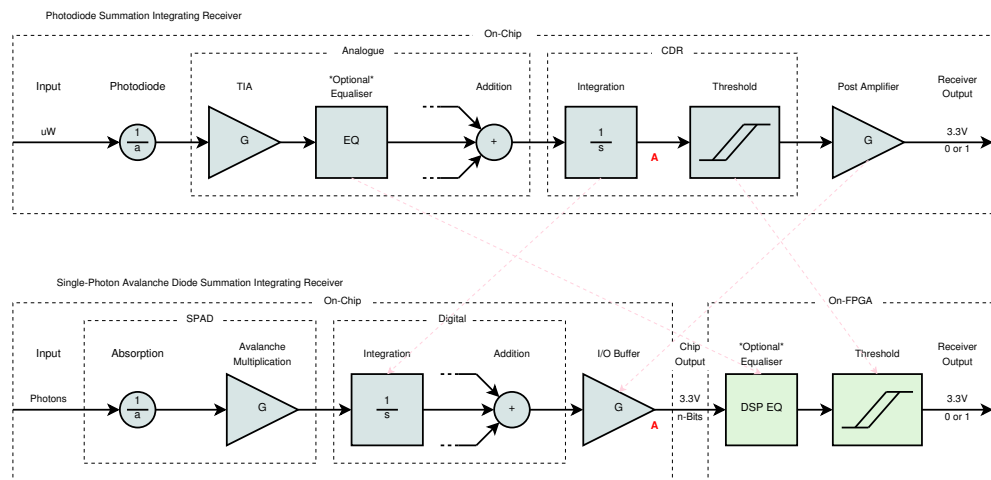 Photodiode Summation Integrating Receiver
On-Chip
Analogue
CDR
Input
Photodiode
TIA
*Optional*
Equaliser
Addition
Integration
Threshold
Post Amplifier
Receiver
Output
uW
1
a
G
EQ
+
1
s
A
G
3.3V
0 or 1
Single-Photon Avalanche Diode Summation Integrating Receiver
On-Chip
On-FPGA
SPAD
Digital
Input
Absorption
Avalanche
Multiplication
Integration
Addition
I/O Buffer
Chip
Output
*Optional*
Equaliser
Threshold
Receiver
Output
Photons
1
a
G
1
s
+
G
A
3.3V
n-Bits
DSP EQ
3.3V
0 or 1